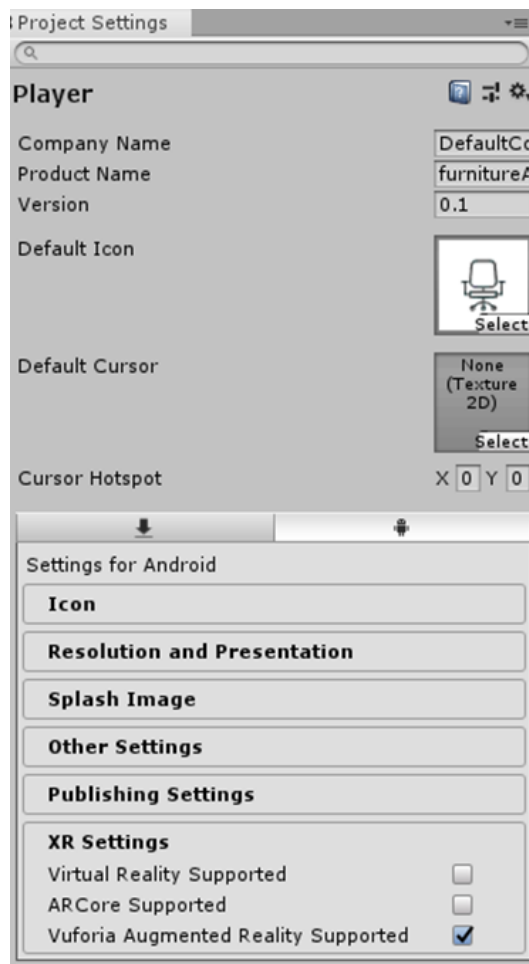 Project Settings
Player
Company Name DefaultCo
Product Name furnitureA
Version 0.1
Default Icon
Select
Default Cursor
None
(Texture
2D)
Select
Cursor Hotspot X 0 Y 0
Settings for Android
Icon
Resolution and Presentation
Splash Image
Other Settings
Publishing Settings
XR Settings
Virtual Reality Supported
ARCore Supported
Vuforia Augmented Reality Supported